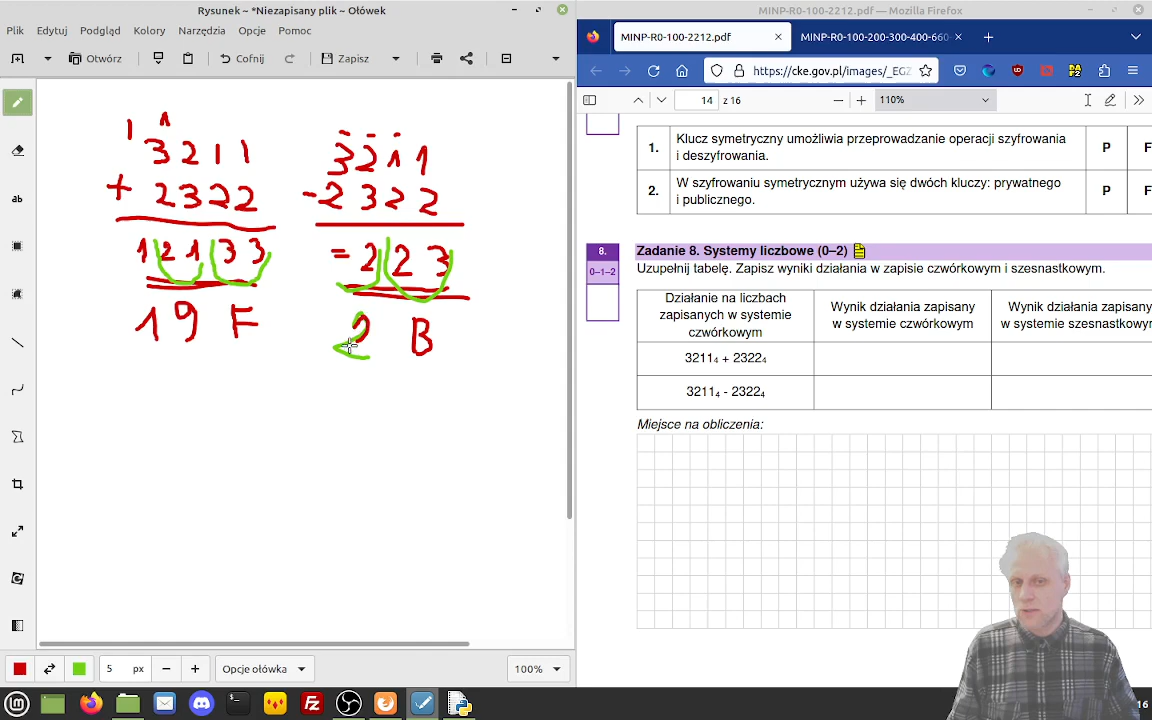 Rysunek ~ *Niezapisany plik ~ Ołówek
Plik Edytuj Podgląd Kolory Narzędzia Opcje Pomoc
Otwórz Cofnij Zapisz
ab
1 1
3211
+ 2322
12133
19F
3211
-2322
= 223
2B
5 px Opcje ołówka 100%
MINP-R0-100-2212.pdf — Mozilla Firefox
MINP-R0-100-2212.pdf MINP-R0-100-200-300-400-660-
https://cke.gov.pl/images/_EGZ
14 z 16 110%
1. Klucz symetryczny umożliwia przeprowadzanie operacji szyfrowania
i deszyfrowania. P F
2. W szyfrowaniu symetrycznym używa się dwóch kluczy: prywatnego
i publicznego. P F
8. Zadanie 8. Systemy liczbowe (0–2)
0–1–2 Uzupełnij tabelę. Zapisz wyniki działania w zapisie czwórkowym i szesnastkowym.
Działanie na liczbach
zapisanych w systemie
czwórkowym
Wynik działania zapisany
w systemie czwórkowym
Wynik działania zapisany
w systemie szesnastkowym
3211₄ + 2322₄
3211₄ - 2322₄
Miejsce na obliczenia:
16